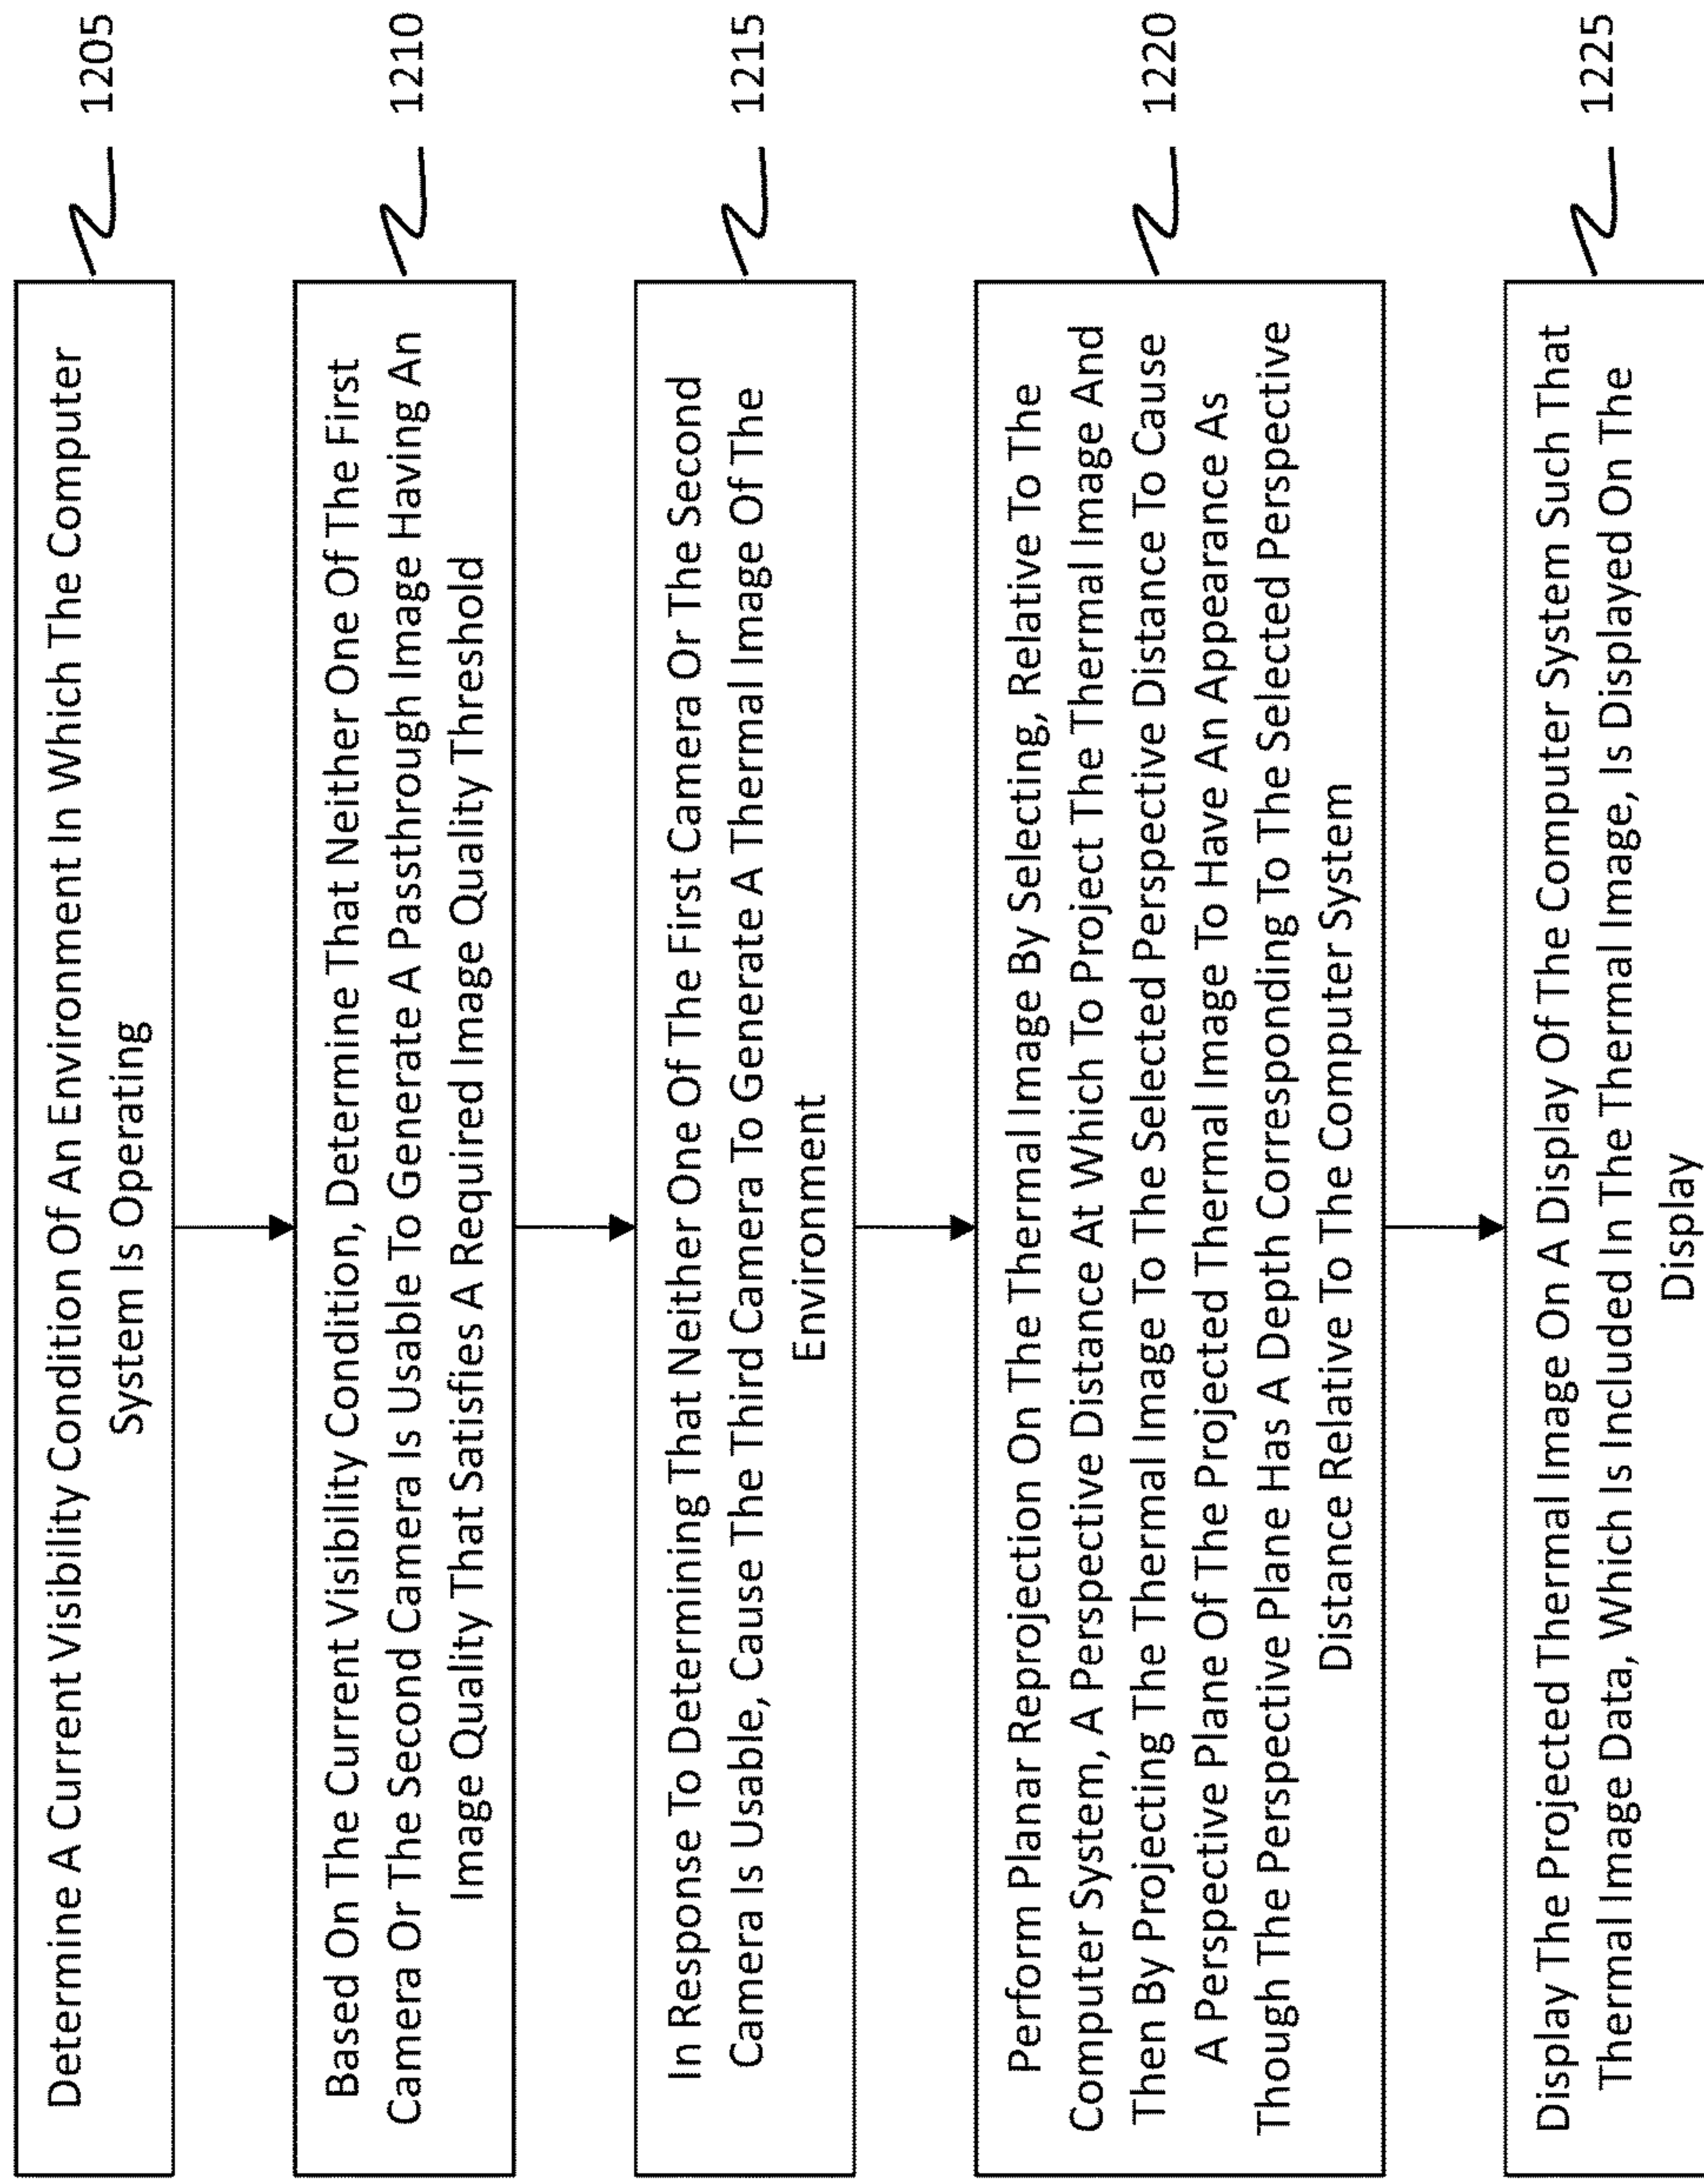 Determine A Current Visibility Condition Of An Environment In Which The Computer
System Is Operating
1205
Based On The Current Visibility Condition, Determine That Neither One Of The First
Camera Or The Second Camera Is Usable To Generate A Passthrough Image Having An
Image Quality That Satisfies A Required Image Quality Threshold
1210
In Response To Determining That Neither One Of The First Camera Or The Second
Camera Is Usable, Cause The Third Camera To Generate A Thermal Image Of The
Environment
1215
Perform Planar Reprojection On The Thermal Image By Selecting, Relative To The
Computer System, A Perspective Distance At Which To Project The Thermal Image And
Then By Projecting The Thermal Image To The Selected Perspective Distance To Cause
A Perspective Plane Of The Projected Thermal Image To Have An Appearance As
Though The Perspective Plane Has A Depth Corresponding To The Selected Perspective
Distance Relative To The Computer System
1220
Display The Projected Thermal Image On A Display Of The Computer System Such That
Thermal Image Data, Which Is Included In The Thermal Image, Is Displayed On The
Display
1225